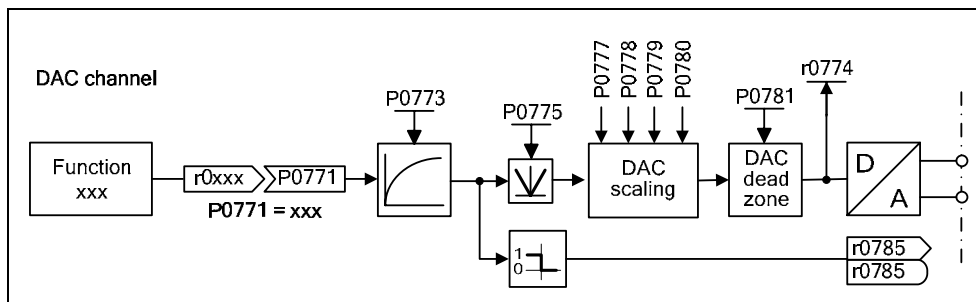 DAC channel
Function
xxx
r0xxx
P0771
P0771 = xxx
P0773
P0775
P0777
P0778
P0779
P0780
DAC
scaling
P0781
DAC
dead
zone
r0774
D
A
1
0
r0785
r0785